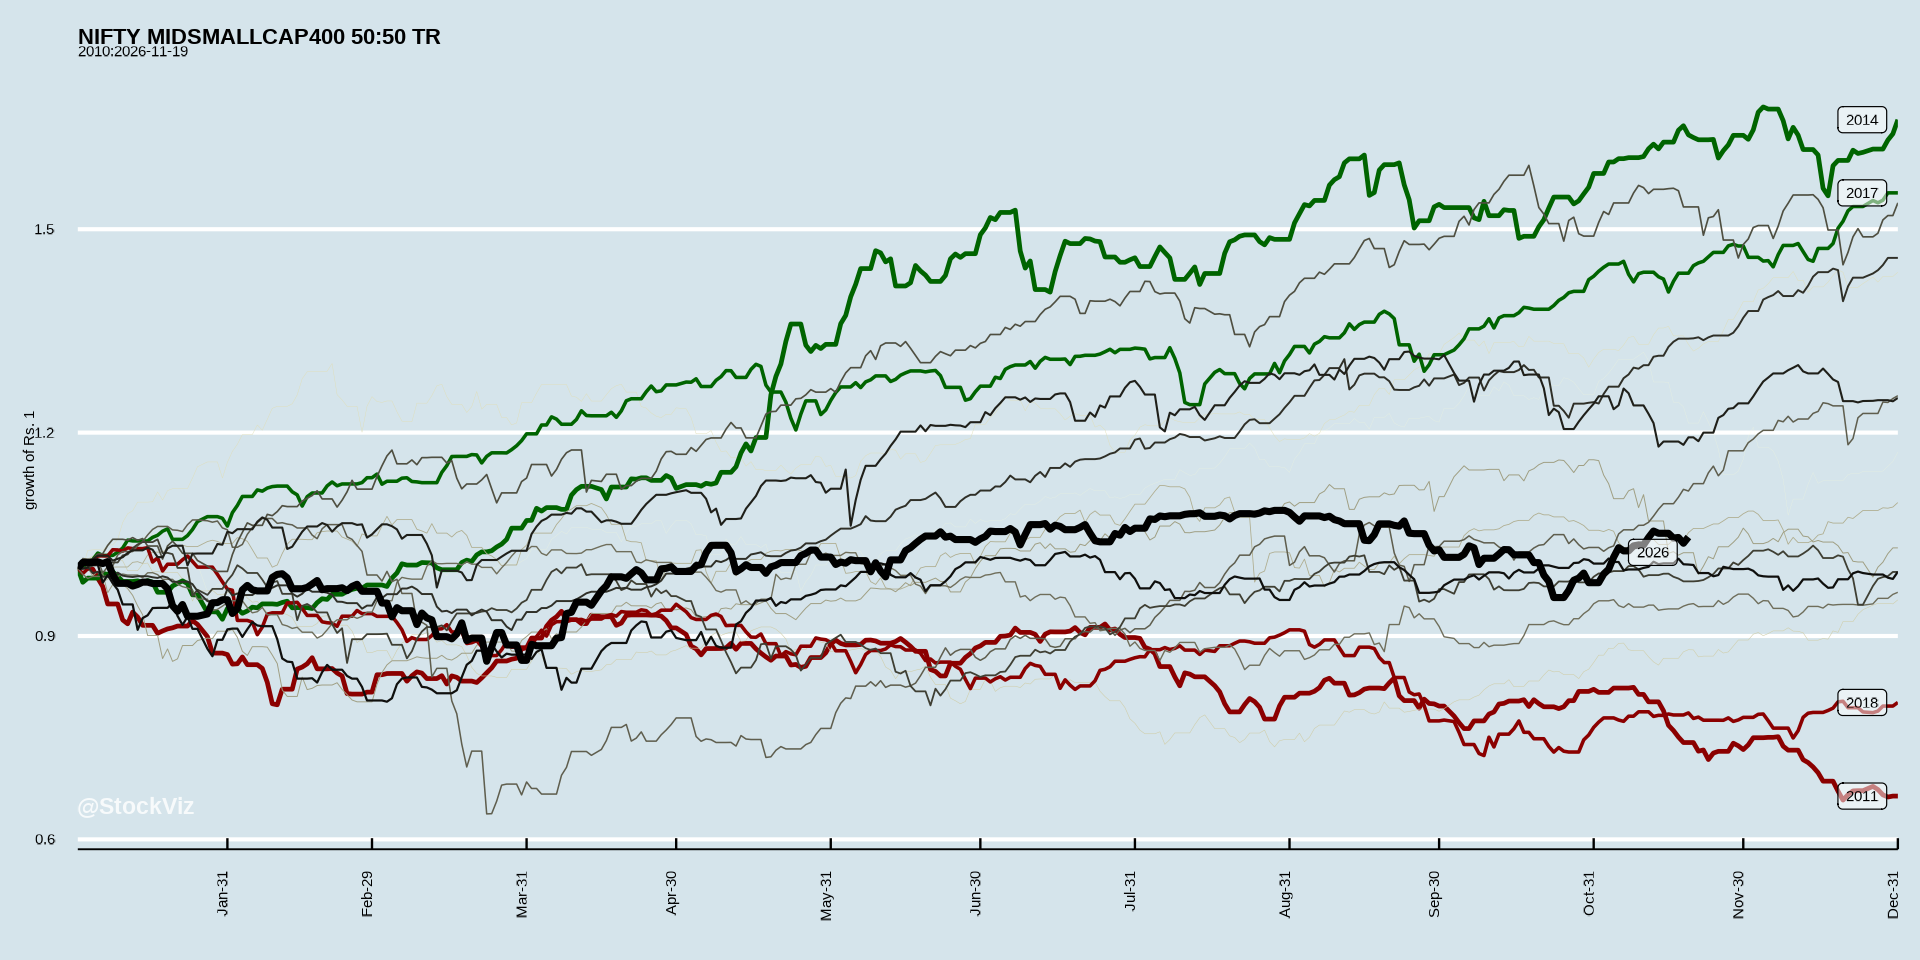 NIFTY MIDSMALLCAP400 50:50 TR
2010:2026-11-19
growth of Rs. 1
1.5
1.2
0.9
0.6
2014
2017
2026
2018
2011
@StockViz
Jan-31
Feb-29
Mar-31
Apr-30
May-31
Jun-30
Jul-31
Aug-31
Sep-30
Oct-31
Nov-30
Dec-31